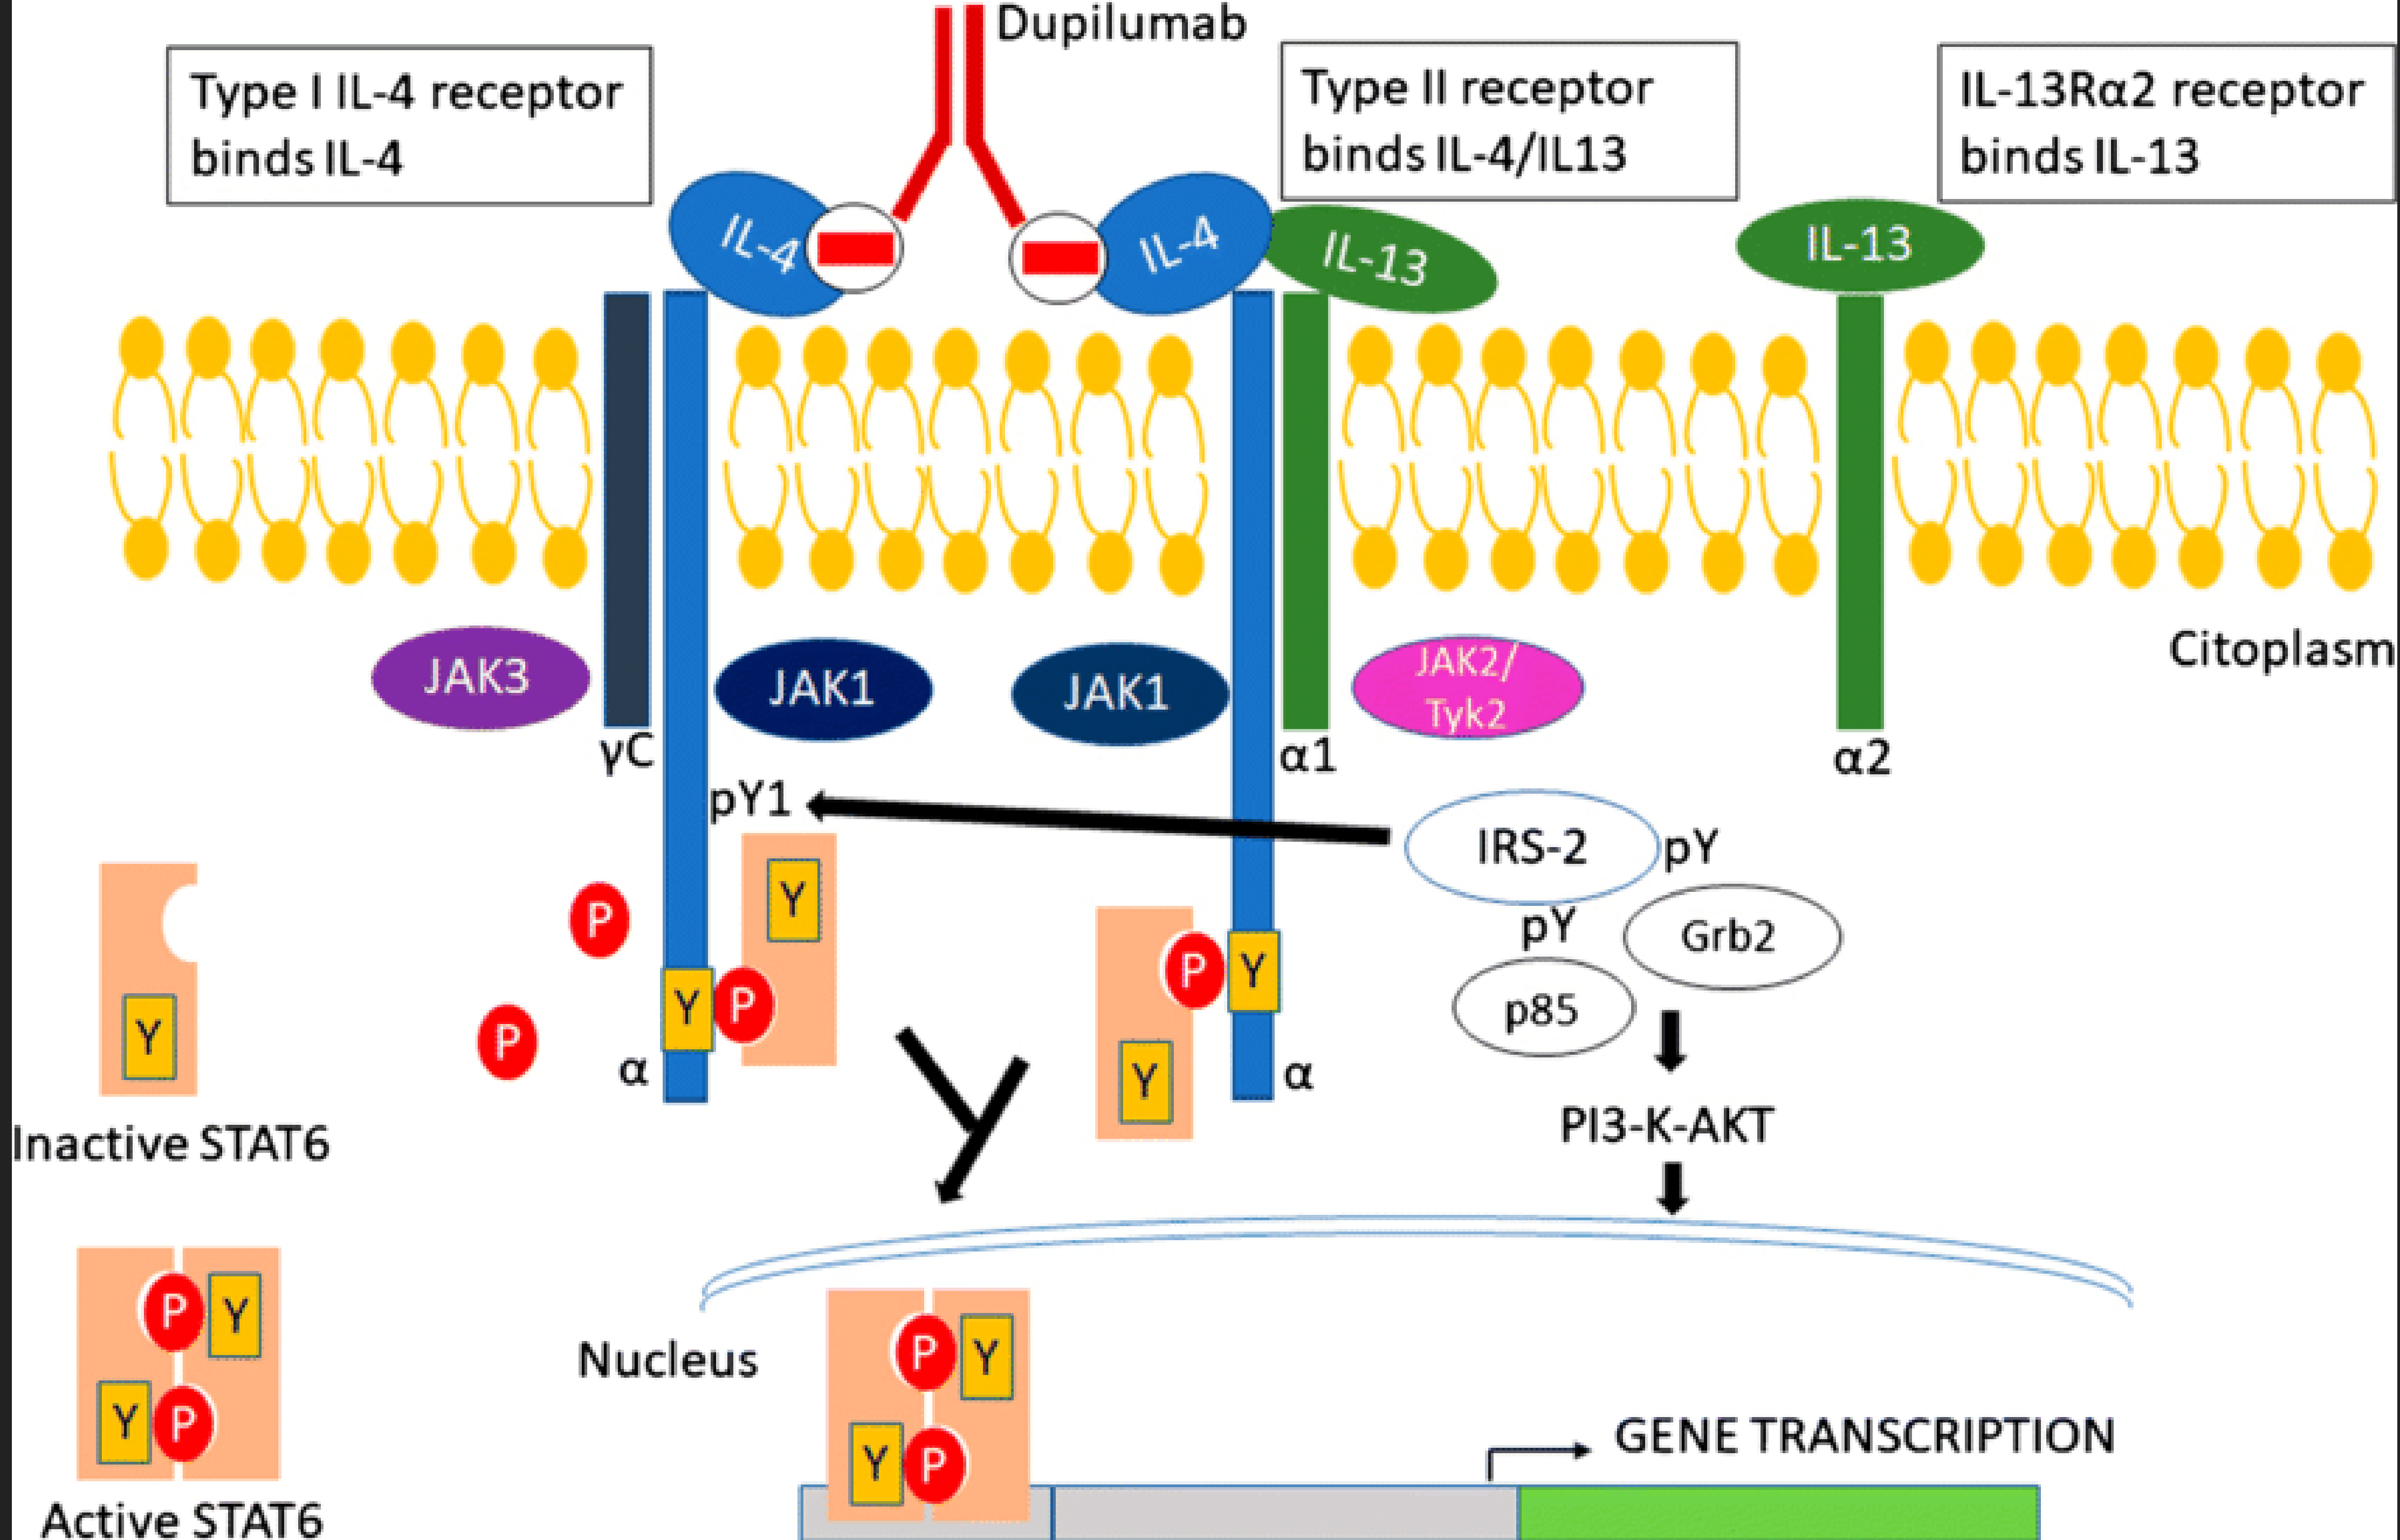 Dupilumab
Type I IL-4 receptor
binds IL-4
Type II receptor
binds IL-4/IL13
IL-13Rα2 receptor
binds IL-13
IL-4
IL-4
IL-13
IL-13
Citoplasm
JAK3
JAK1
JAK1
JAK2/
Tyk2
γC
α1
α2
pY1
IRS-2
pY
pY
Grb2
p85
Y
P
P
Y
P
Y
P
Y
Y
α
α
PI3-K-AKT
Inactive STAT6
P
Y
Y
P
Active STAT6
Nucleus
P
Y
Y
P
GENE TRANSCRIPTION